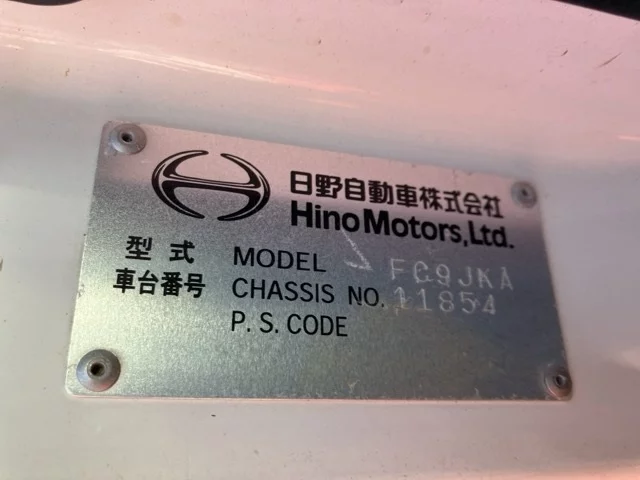 日野自動車株式会社
Hino Motors, Ltd.
型式 MODEL FC9JKA
車台番号 CHASSIS NO. 11854
P. S. CODE